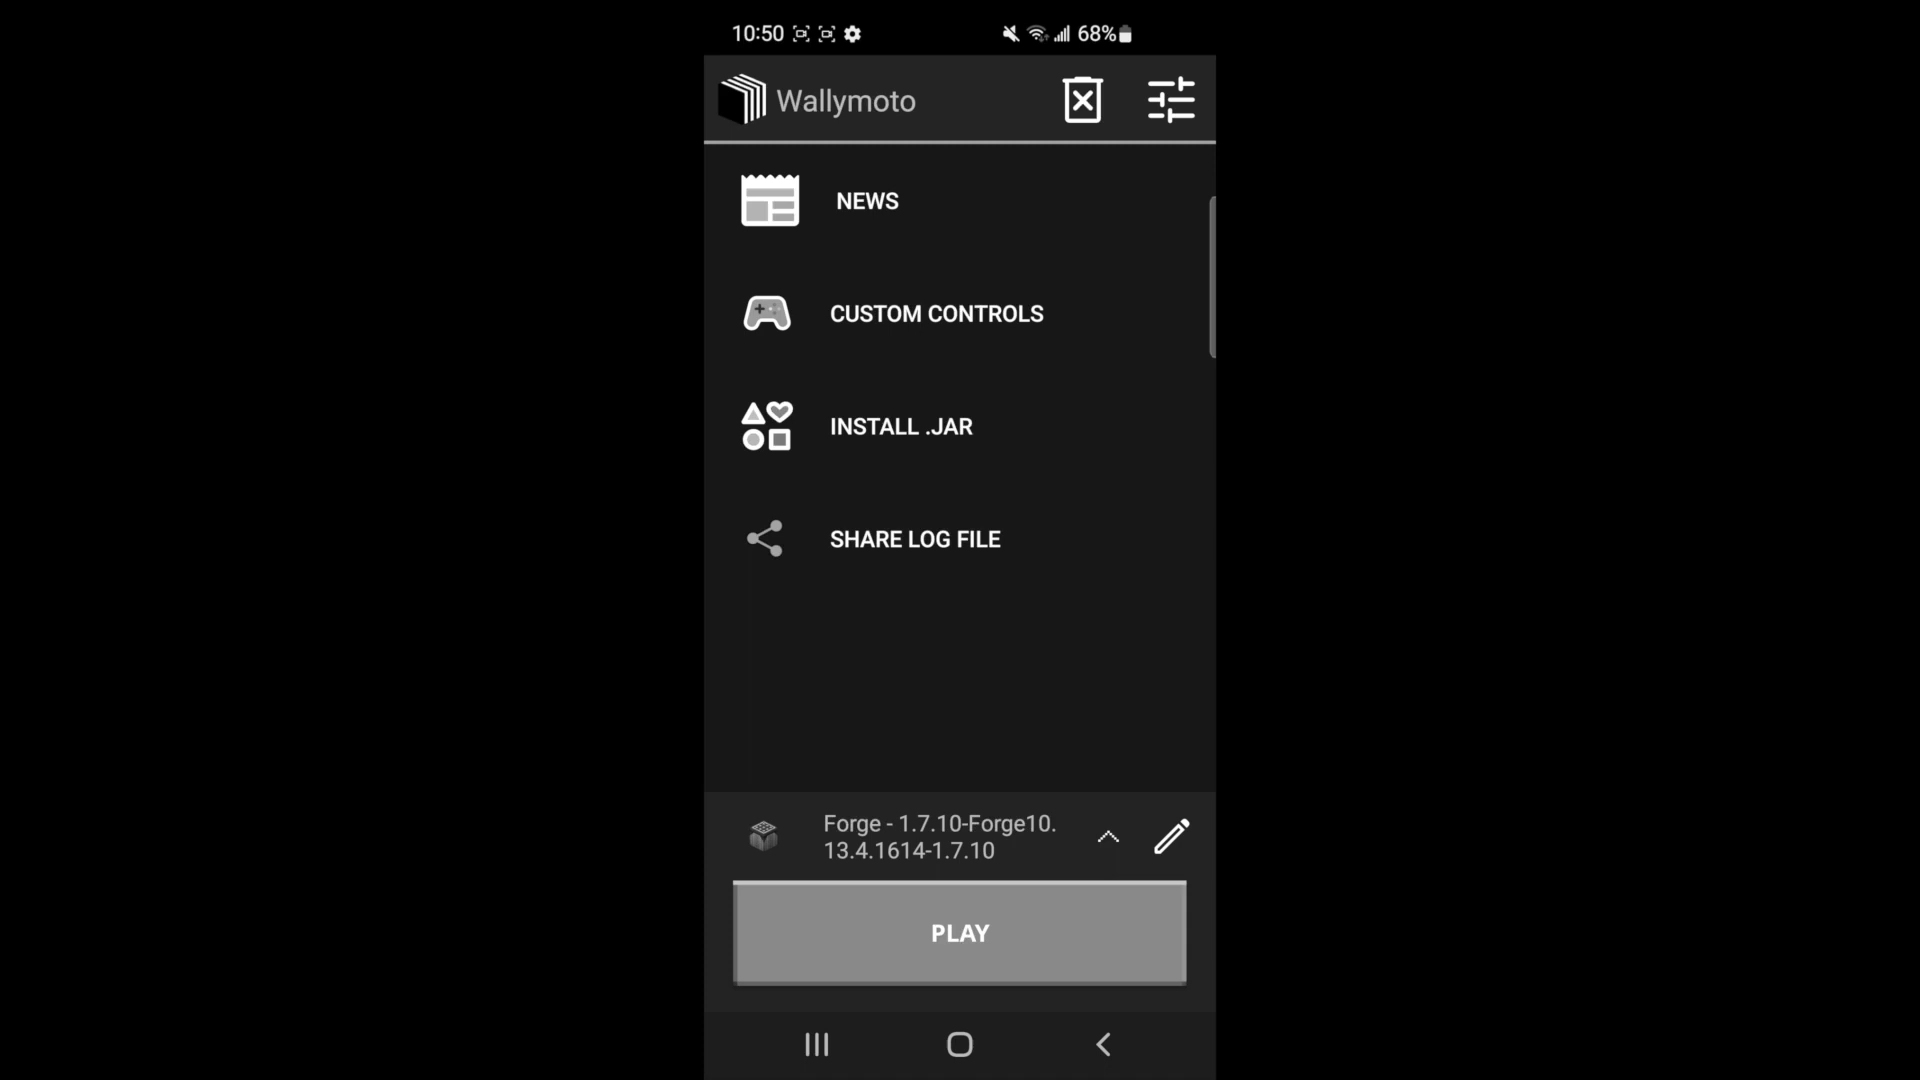 10:50 68%
Wallymoto
NEWS
CUSTOM CONTROLS
INSTALL .JAR
SHARE LOG FILE
Forge - 1.7.10-Forge10.
13.4.1614-1.7.10
PLAY